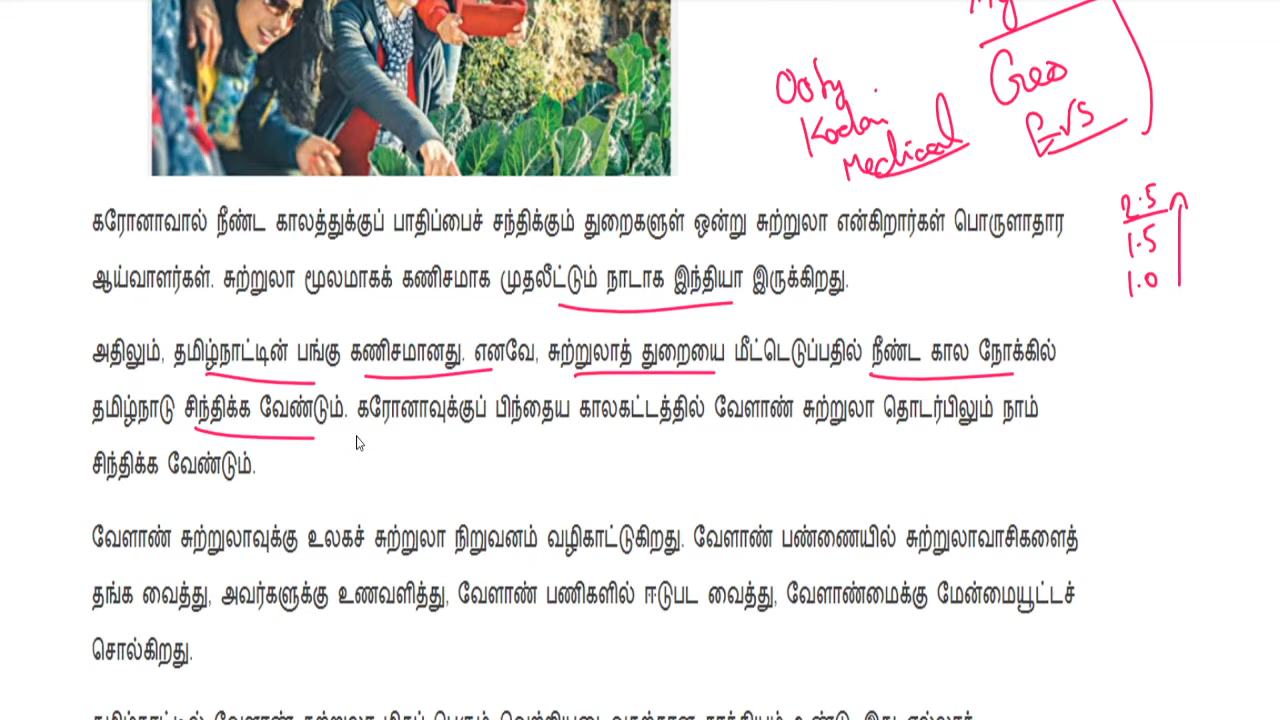 Ooty
Kodai
Medical
Geo
Evs
2.5
1.5
1.0
கரோனாவால் நீண்ட காலத்துக்குப் பாதிப்பைச் சந்திக்கும் துறைகளுள் ஒன்று சுற்றுலா என்கிறார்கள் பொருளாதார
ஆய்வாளர்கள். சுற்றுலா மூலமாகக் கணிசமாக முதலீட்டும் நாடாக இந்தியா இருக்கிறது.
அதிலும், தமிழ்நாட்டின் பங்கு கணிசமானது. எனவே, சுற்றுலாத் துறையை மீட்டெடுப்பதில் நீண்ட கால நோக்கில்
தமிழ்நாடு சிந்திக்க வேண்டும். கரோனாவுக்குப் பிந்தைய காலகட்டத்தில் வேளாண் சுற்றுலா தொடர்பிலும் நாம்
சிந்திக்க வேண்டும்.
வேளாண் சுற்றுலாவுக்கு உலகச் சுற்றுலா நிறுவனம் வழிகாட்டுகிறது. வேளாண் பண்ணையில் சுற்றுலாவாசிகளைத்
தங்க வைத்து, அவர்களுக்கு உணவளித்து, வேளாண் பணிகளில் ஈடுபட வைத்து, வேளாண்மைக்கு மேன்மையூட்டச்
சொல்கிறது.